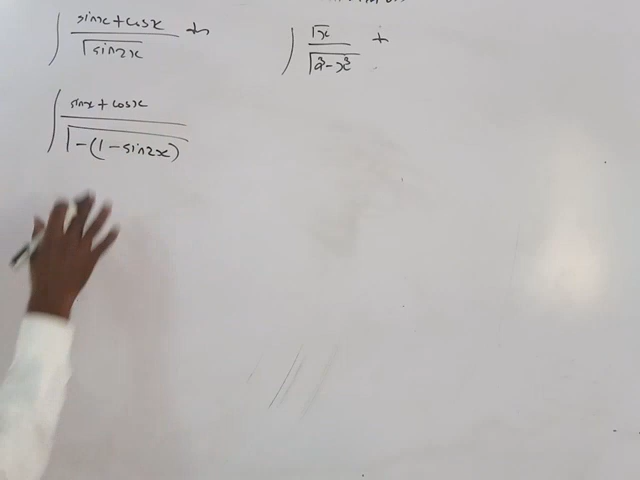 ∫ (sinx + cosx)/√(sin2x) dx
∫ √x/√(a³ - x³) d
∫ (sinx + cosx)/√(1-(1-sin2x))